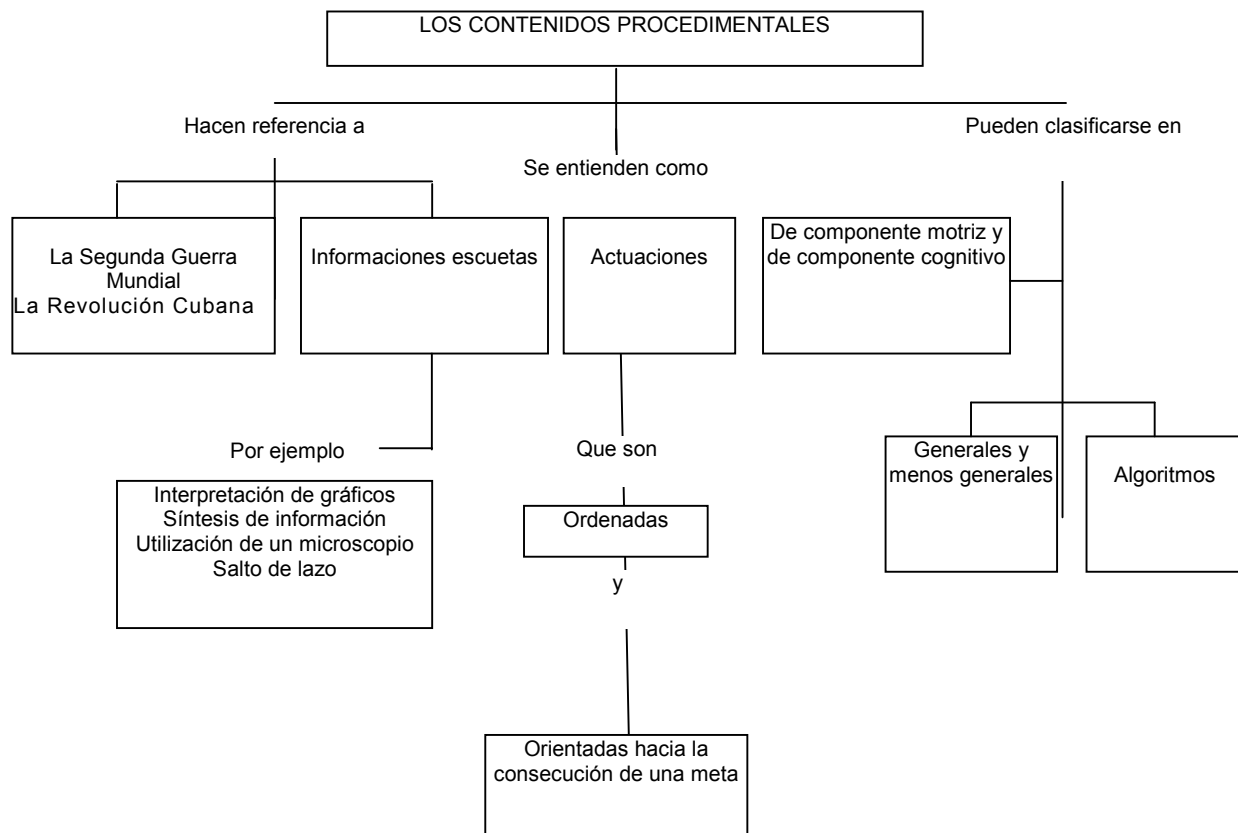 LOS CONTENIDOS PROCEDIMENTALES
Hacen referencia a
Se entienden como
Pueden clasificarse en
La Segunda Guerra
Mundial
La Revolución Cubana
Informaciones escuetas
Actuaciones
De componente motriz y
de componente cognitivo
Por ejemplo
Interpretación de gráficos
Síntesis de información
Utilización de un microscopio
Salto de lazo
Que son
Ordenadas
y
Orientadas hacia la
consecución de una meta
Generales y
menos generales
Algoritmos